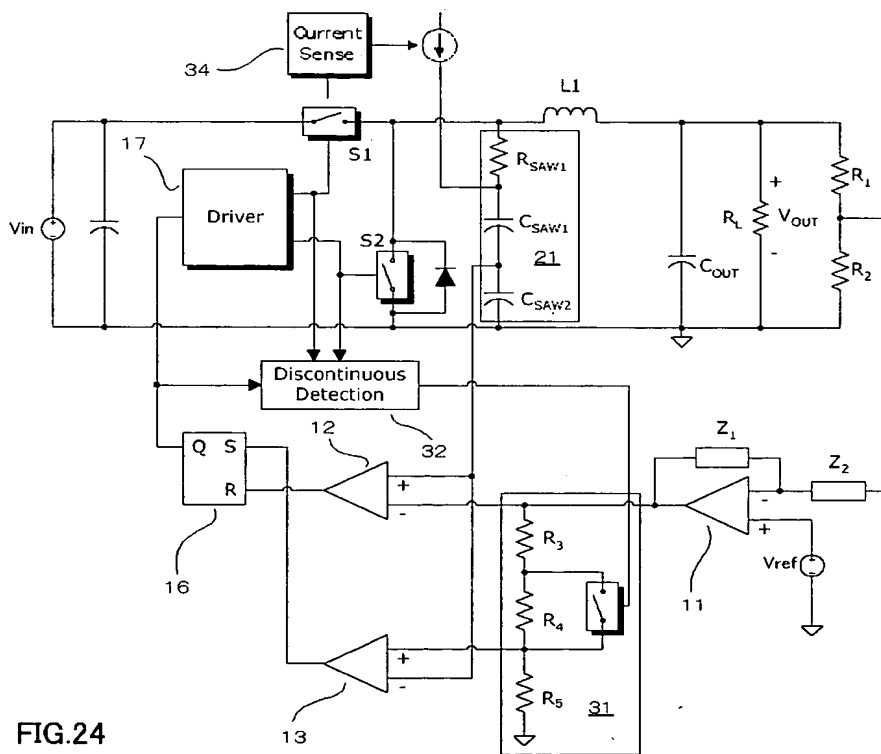 Current
Sense
34
L1
S1
17
R_SAW1
Driver
Vin
C_SAW1
S2
21
C_SAW2
+
R_L
V_OUT
-
C_OUT
R_1
R_2
Discontinuous
Detection
32
12
Q S
R
16
+
-
Z_1
Z_2
-
+
11
Vref
R_3
R_4
R_5
31
+
-
13
FIG.24